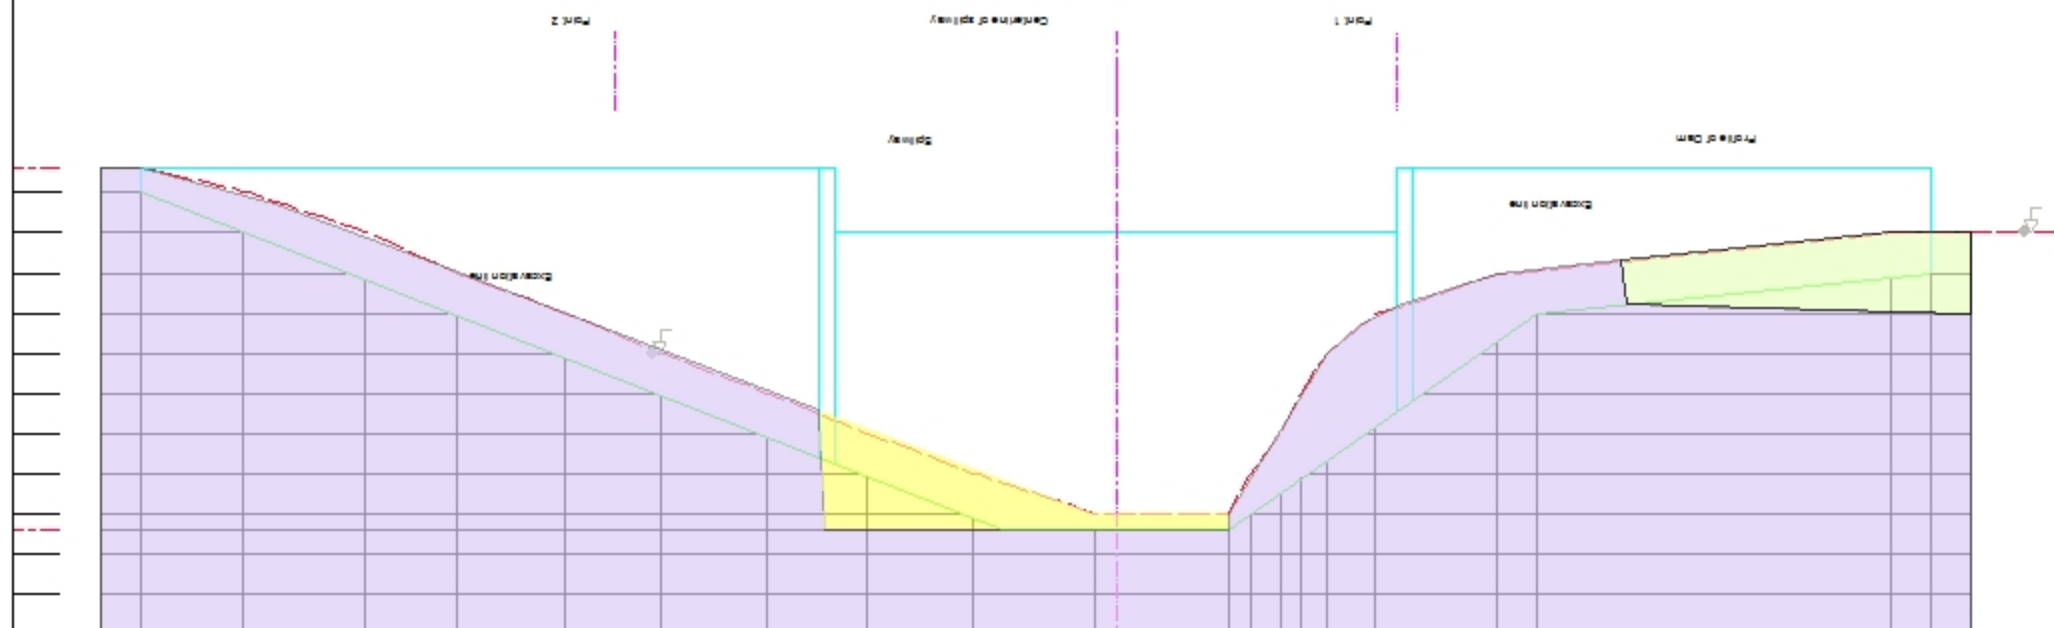 Point 2
Centerline of spillway
Point 1
Spillway
Profile of Dam
Excavation line
Excavation line